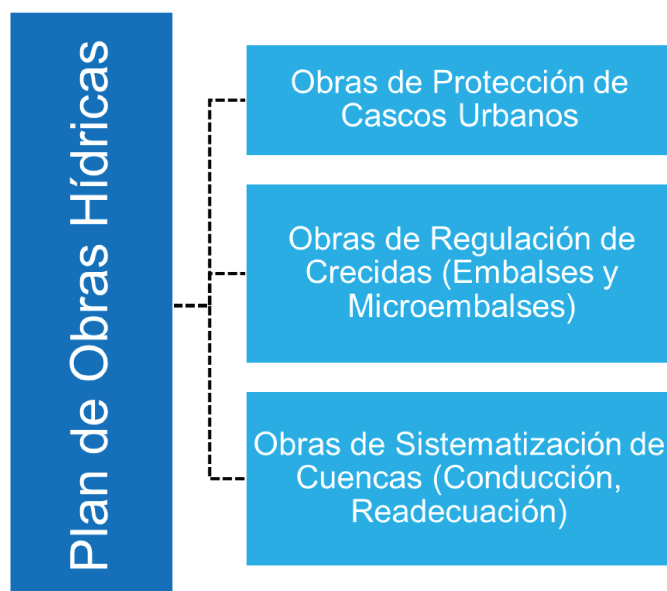 Plan de Obras Hídricas
Obras de Protección de
Cascos Urbanos
Obras de Regulación de
Crecidas (Embalses y
Microembalses)
Obras de Sistematización de
Cuencas (Conducción,
Readecuación)